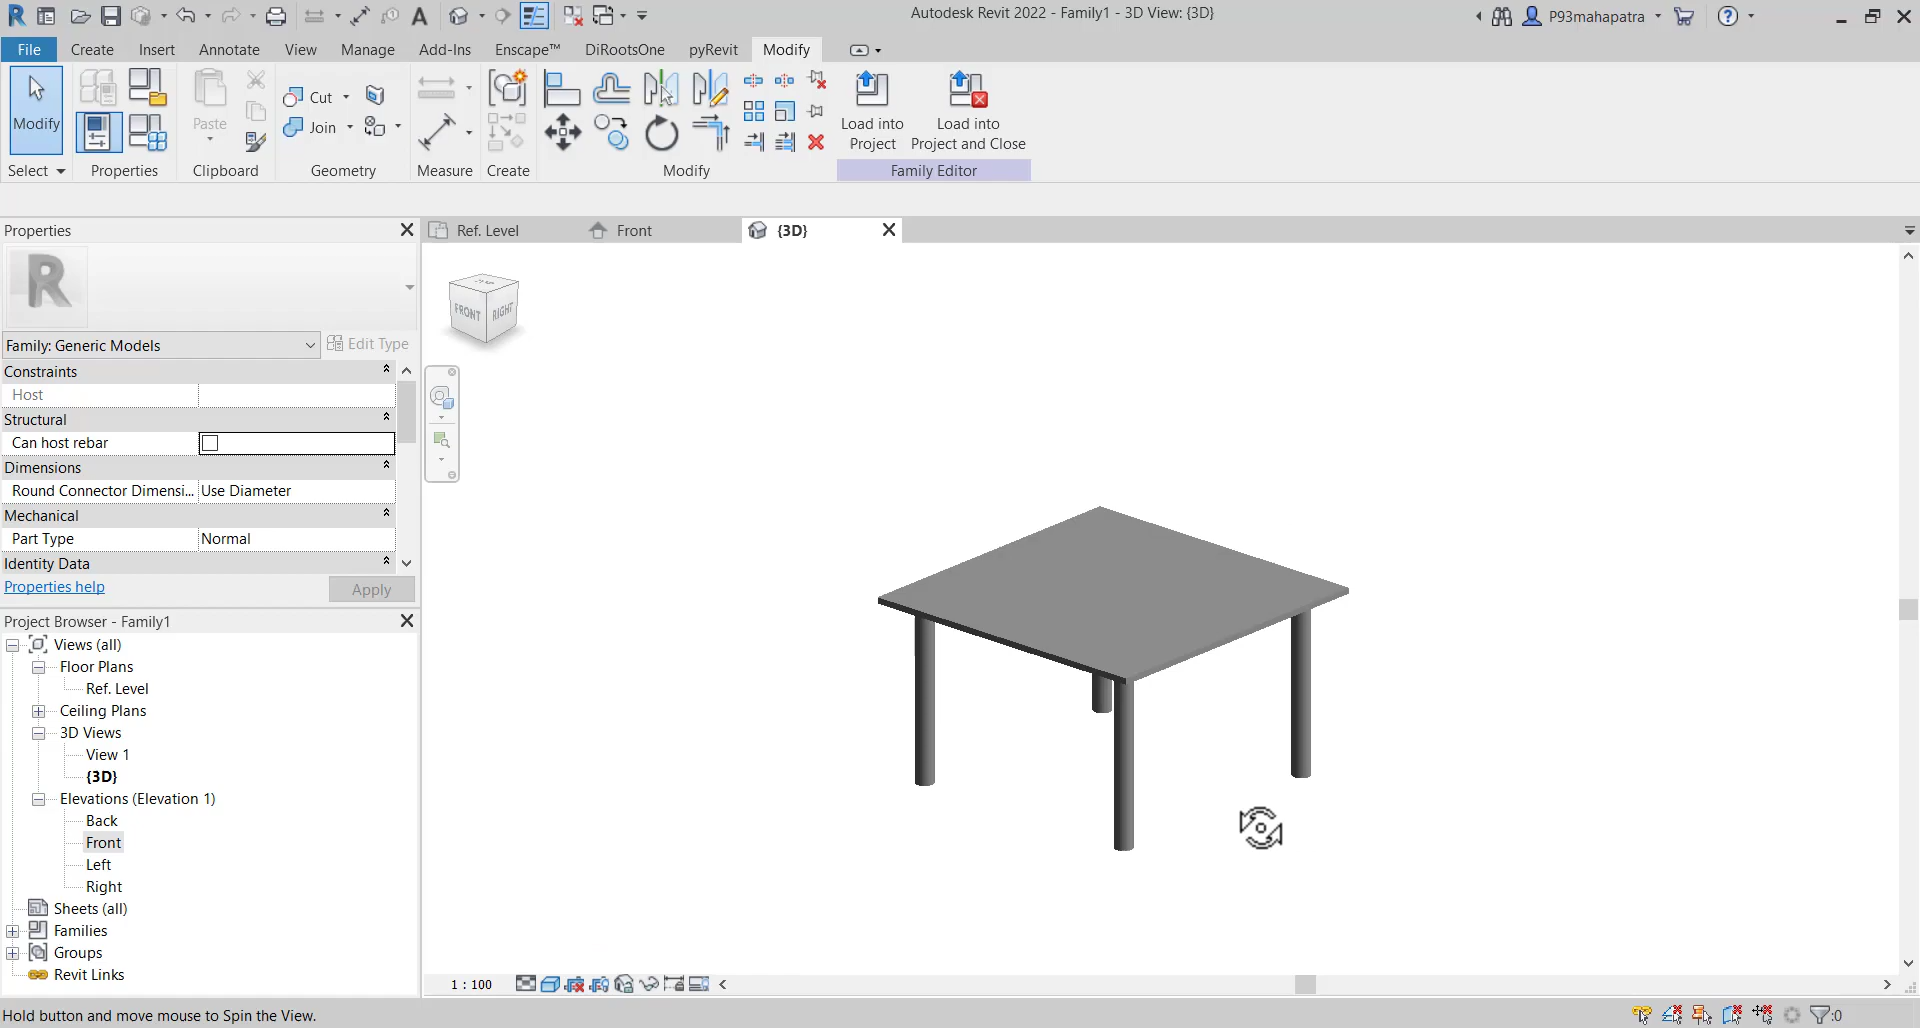 Autodesk Revit 2022 - Family1 - 3D View: {3D}
P93mahapatra
File Create Insert Annotate View Manage Add-Ins Enscape™ DiRootsOne pyRevit Modify
Modify
Paste
Cut
Join
Load into Project
Load into Project and Close
Select Properties Clipboard Geometry Measure Create Modify Family Editor
Properties
Ref. Level
Front
{3D}
R
FRONT
RIGHT
Family: Generic Models
Edit Type
Constraints
Host
Structural
Can host rebar
Dimensions
Round Connector Dimensi... Use Diameter
Mechanical
Part Type Normal
Identity Data
Properties help
Apply
Project Browser - Family1
Views (all)
Floor Plans
Ref. Level
Ceiling Plans
3D Views
View 1
{3D}
Elevations (Elevation 1)
Back
Front
Left
Right
Sheets (all)
Families
Groups
Revit Links
1 : 100
Hold button and move mouse to Spin the View.
:0